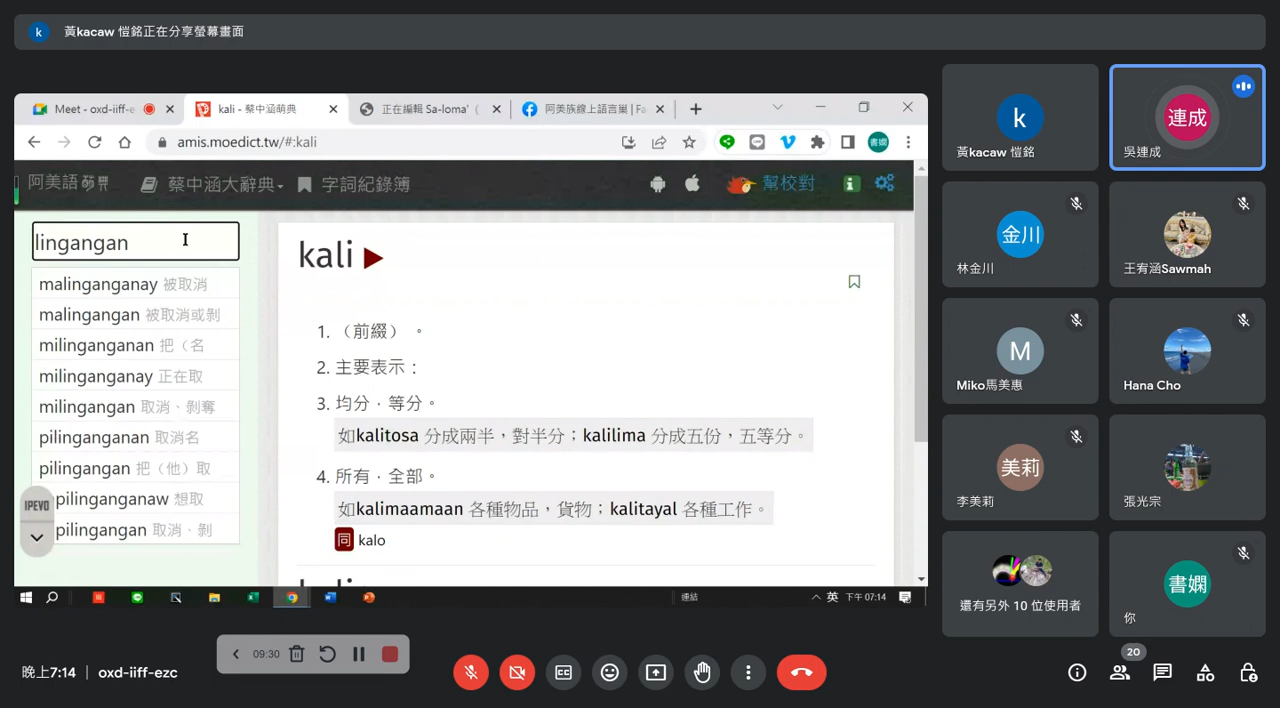 k 黃kacaw 愷銘正在分享螢幕畫面
Meet - oxd-iiff-e
kali - 蔡中涵萌典
正在編輯 Sa-loma' (
阿美族線上語言巢 | Fa
amis.moedict.tw/#:kali
書嫻
阿美語萌典
蔡中涵大辭典
字詞紀錄簿
幫校對
lingangan
malinganganay 被取消
malingangan 被取消或剝
milinganganan 把（名
milinganganay 正在取
milingangan 取消、剝奪
pilinganganan 取消名
pilingangan 把（他）取
pilinganganaw 想取
pilingangan 取消、剝
IPEVO
kali
1. （前綴） 。
2. 主要表示：
3. 均分．等分。
如kalitosa 分成兩半，對半分；kalilima 分成五份，五等分。
4. 所有．全部。
如kalimaamaan 各種物品，貨物；kalitayal 各種工作。
同 kalo
連結
英 下午 07:14
k
黃kacaw 愷銘
連成
吳連成
金川
林金川
王宥涵Sawmah
M
Miko馬美惠
Hana Cho
美莉
李美莉
張光宗
還有另外 10 位使用者
書嫻
你
09:30
晚上7:14 | oxd-iiff-ezc
20